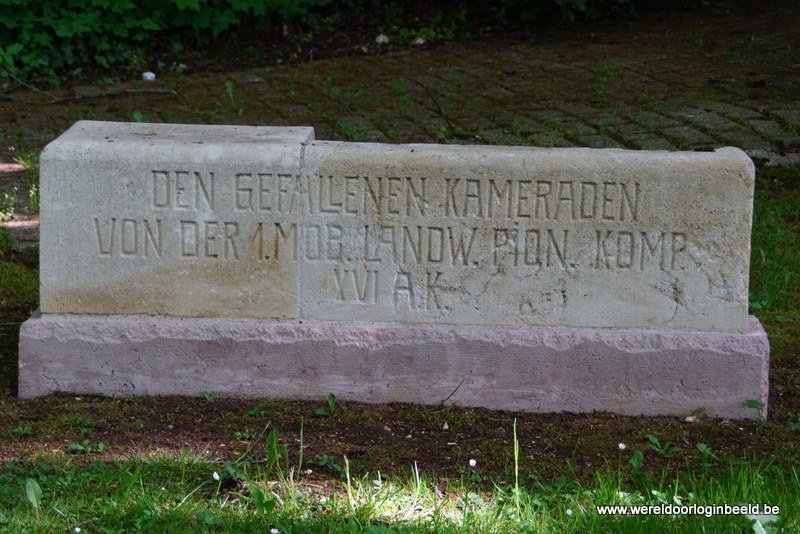 DEN GEFALLENEN KAMERADEN
VON DER 1. MOB. LANDW. PION. KOMP.
XVI A.K.
www.wereldoorloginbeeld.be